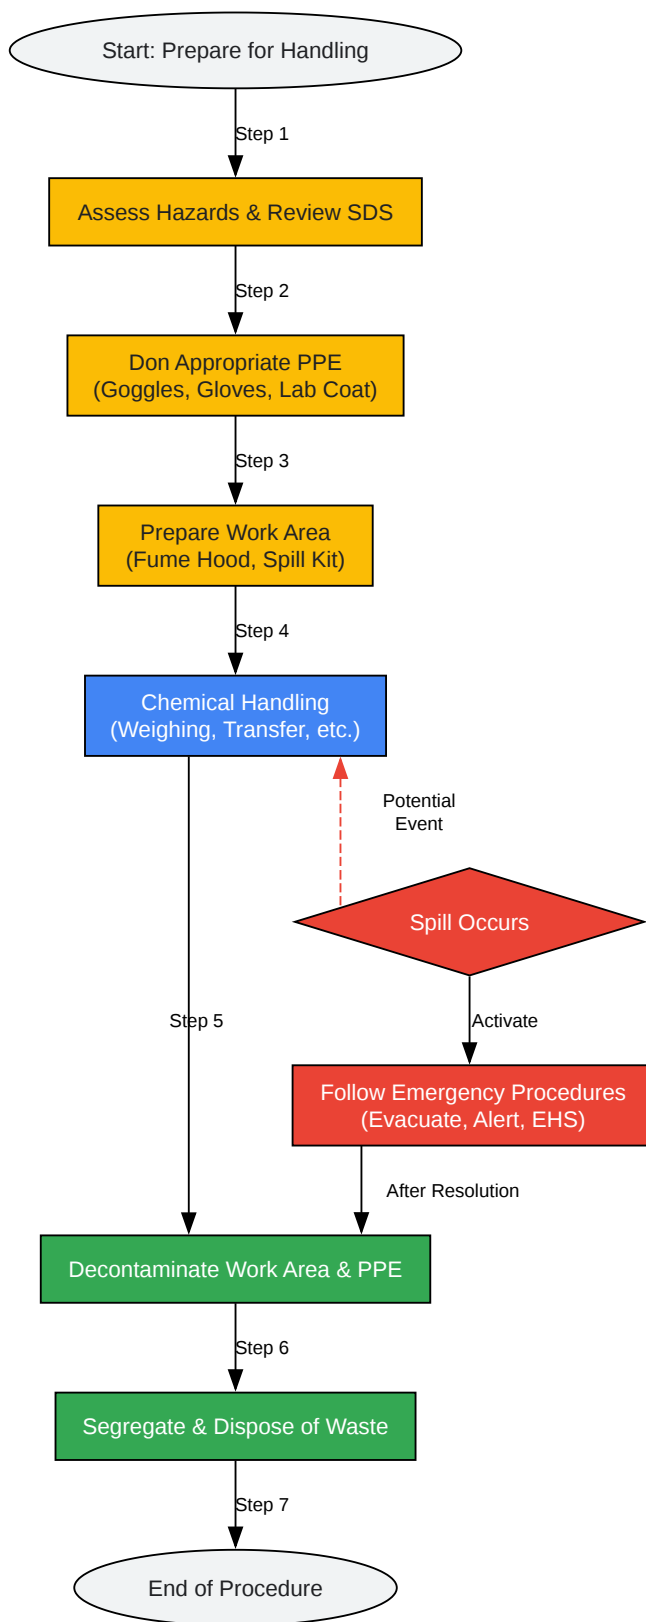 Start: Prepare for Handling
Step 1
Assess Hazards & Review SDS
Step 2
Don Appropriate PPE
(Goggles, Gloves, Lab Coat)
Step 3
Prepare Work Area
(Fume Hood, Spill Kit)
Step 4
Chemical Handling
(Weighing, Transfer, etc.)
Potential
Event
Spill Occurs
Step 5
Activate
Follow Emergency Procedures
(Evacuate, Alert, EHS)
After Resolution
Decontaminate Work Area & PPE
Step 6
Segregate & Dispose of Waste
Step 7
End of Procedure